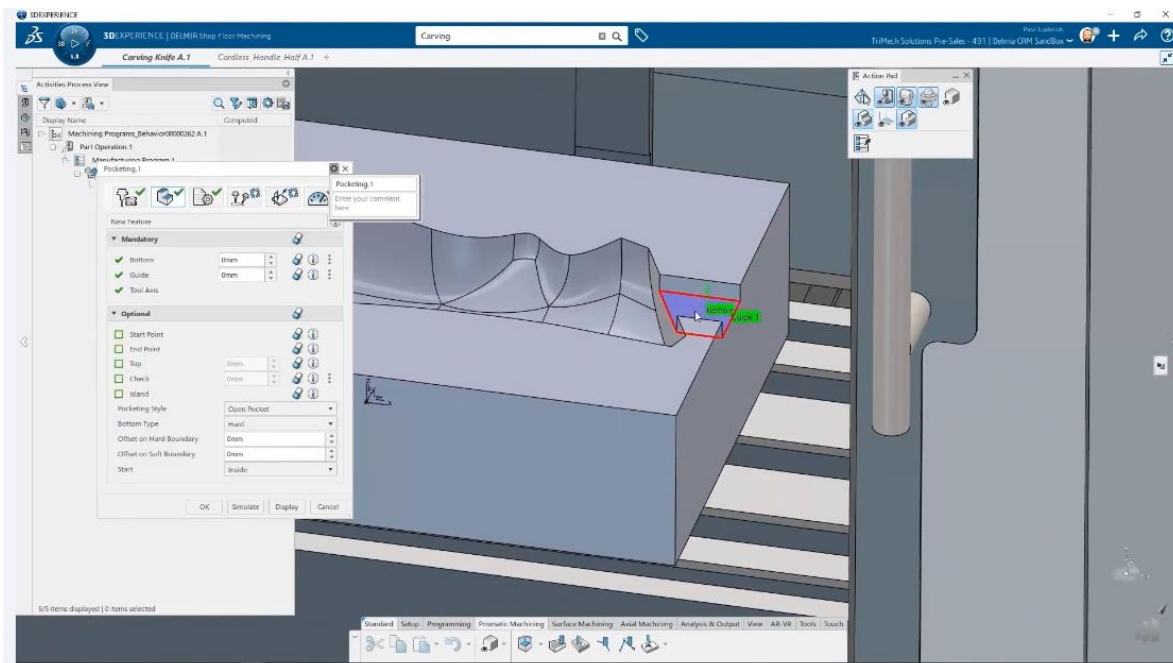 3DEXPERIENCE
3DEXPERIENCE | DELMIA Shop Floor Machining
Carving
Paul Ludwick
TriMech Solutions Pre-Sales - 491 | Delmia CAM SandBox
Carving Knife A.1
Cordless_Handle_Half A.1
Activities Process View
Display Name
Computed
Machining Programs_Behavior00000262 A.1
Part Operation.1
Manufacturing Program.1
Pocketing.1
Pocketing.1
Enter your comment
here
New Feature
Mandatory
Bottom
0mm
Guide
0mm
Tool Axis
Optional
Start Point
End Point
Top
0mm
Check
0mm
Island
Pocketing Style
Open Pocket
Bottom Type
Hard
Offset on Hard Boundary
0mm
Offset on Soft Boundary
0mm
Start
Inside
OK
Simulate
Display
Cancel
5/5 items displayed | 0 items selected
Action Pad
Standard Setup Programming Prismatic Machining Surface Machining Axial Machining Analysis & Output View AR-VR Tools Touch